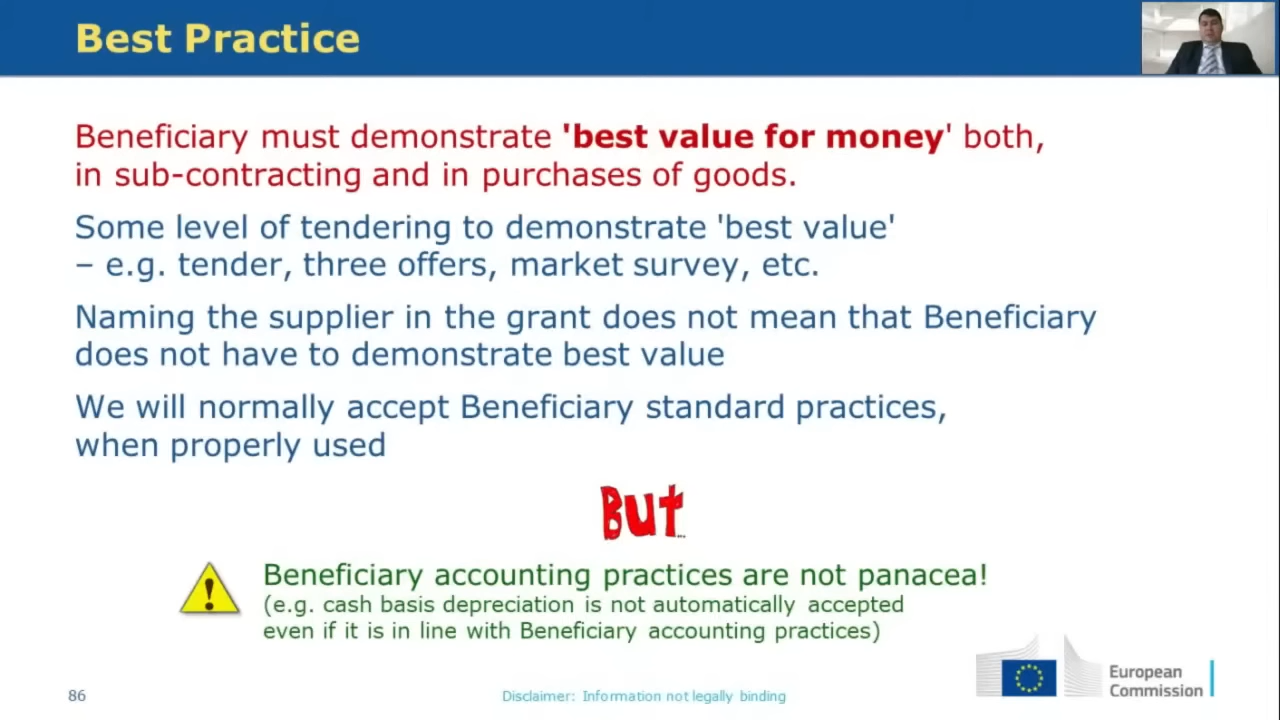 Best Practice
Beneficiary must demonstrate 'best value for money' both,
in sub-contracting and in purchases of goods.
Some level of tendering to demonstrate 'best value'
– e.g. tender, three offers, market survey, etc.
Naming the supplier in the grant does not mean that Beneficiary
does not have to demonstrate best value
We will normally accept Beneficiary standard practices,
when properly used
But...
Beneficiary accounting practices are not panacea!
(e.g. cash basis depreciation is not automatically accepted
even if it is in line with Beneficiary accounting practices)
European
Commission
86
Disclaimer: Information not legally binding